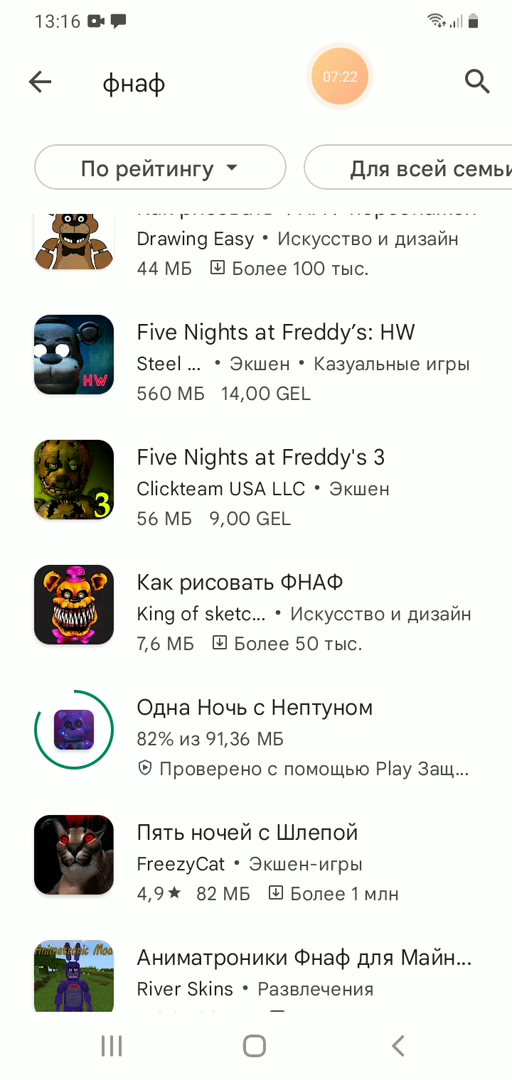 13:16
фнаф
07:22
По рейтингу
Для всей семьи
Drawing Easy • Искусство и дизайн
44 МБ Более 100 тыс.
Five Nights at Freddy’s: HW
Steel ... • Экшен • Казуальные игры
560 МБ 14,00 GEL
HW
Five Nights at Freddy's 3
Clickteam USA LLC • Экшен
56 МБ 9,00 GEL
3
Как рисовать ФНАФ
King of sketc... • Искусство и дизайн
7,6 МБ Более 50 тыс.
Одна Ночь с Нептуном
82% из 91,36 МБ
Проверено с помощью Play Защ...
Пять ночей с Шлепой
FreezyCat • Экшен-игры
4,9★ 82 МБ Более 1 млн
Animatronic Mod
Аниматроники Фнаф для Майн...
River Skins • Развлечения